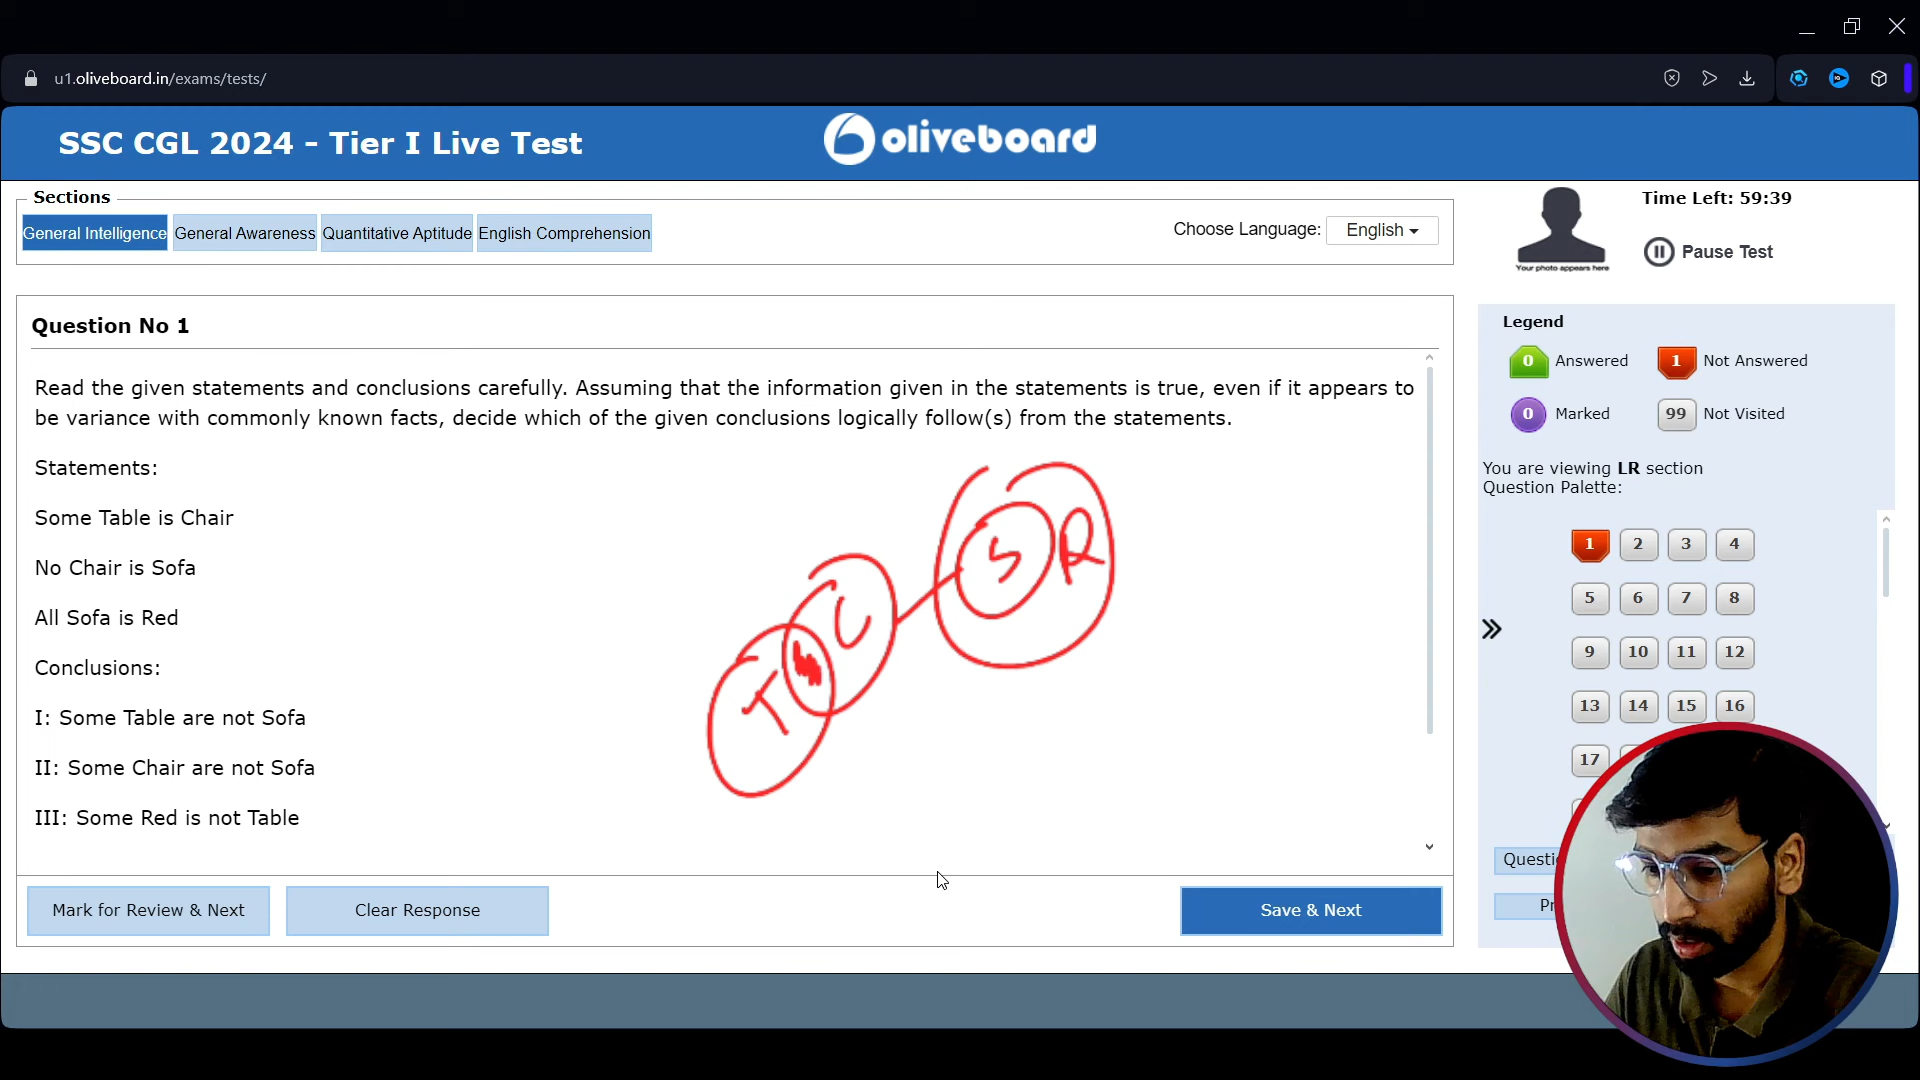 u1.oliveboard.in/exams/tests/
SSC CGL 2024 - Tier I Live Test
oliveboard
Sections
General Intelligence
General Awareness
Quantitative Aptitude
English Comprehension
Choose Language:
English
Your photo appears here
Time Left: 59:39
Pause Test
Question No 1
Read the given statements and conclusions carefully. Assuming that the information given in the statements is true, even if it appears to
be variance with commonly known facts, decide which of the given conclusions logically follow(s) from the statements.
Statements:
Some Table is Chair
No Chair is Sofa
All Sofa is Red
Conclusions:
I: Some Table are not Sofa
II: Some Chair are not Sofa
III: Some Red is not Table
T
C
S
R
Mark for Review & Next
Clear Response
Save & Next
Legend
0 Answered
1 Not Answered
0 Marked
99 Not Visited
You are viewing LR section
Question Palette:
1 2 3 4
5 6 7 8
9 10 11 12
13 14 15 16
17